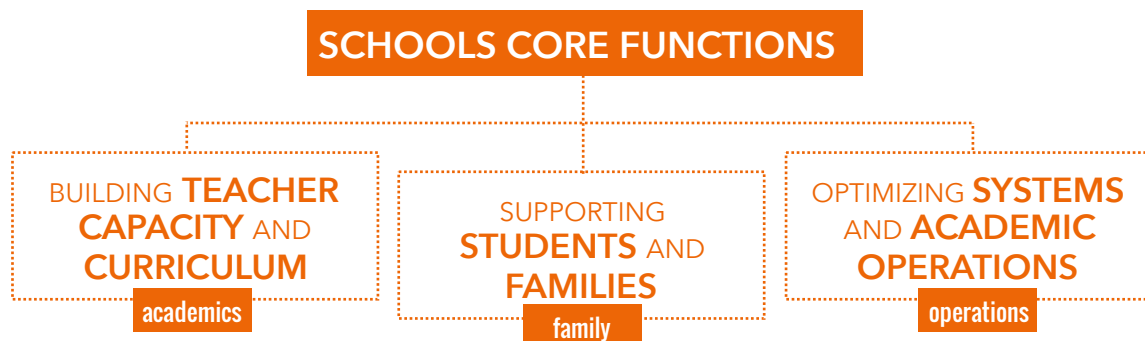 SCHOOLS CORE FUNCTIONS
BUILDING TEACHER
CAPACITY AND
CURRICULUM
academics
SUPPORTING
STUDENTS AND
FAMILIES
family
OPTIMIZING SYSTEMS
AND ACADEMIC
OPERATIONS
operations